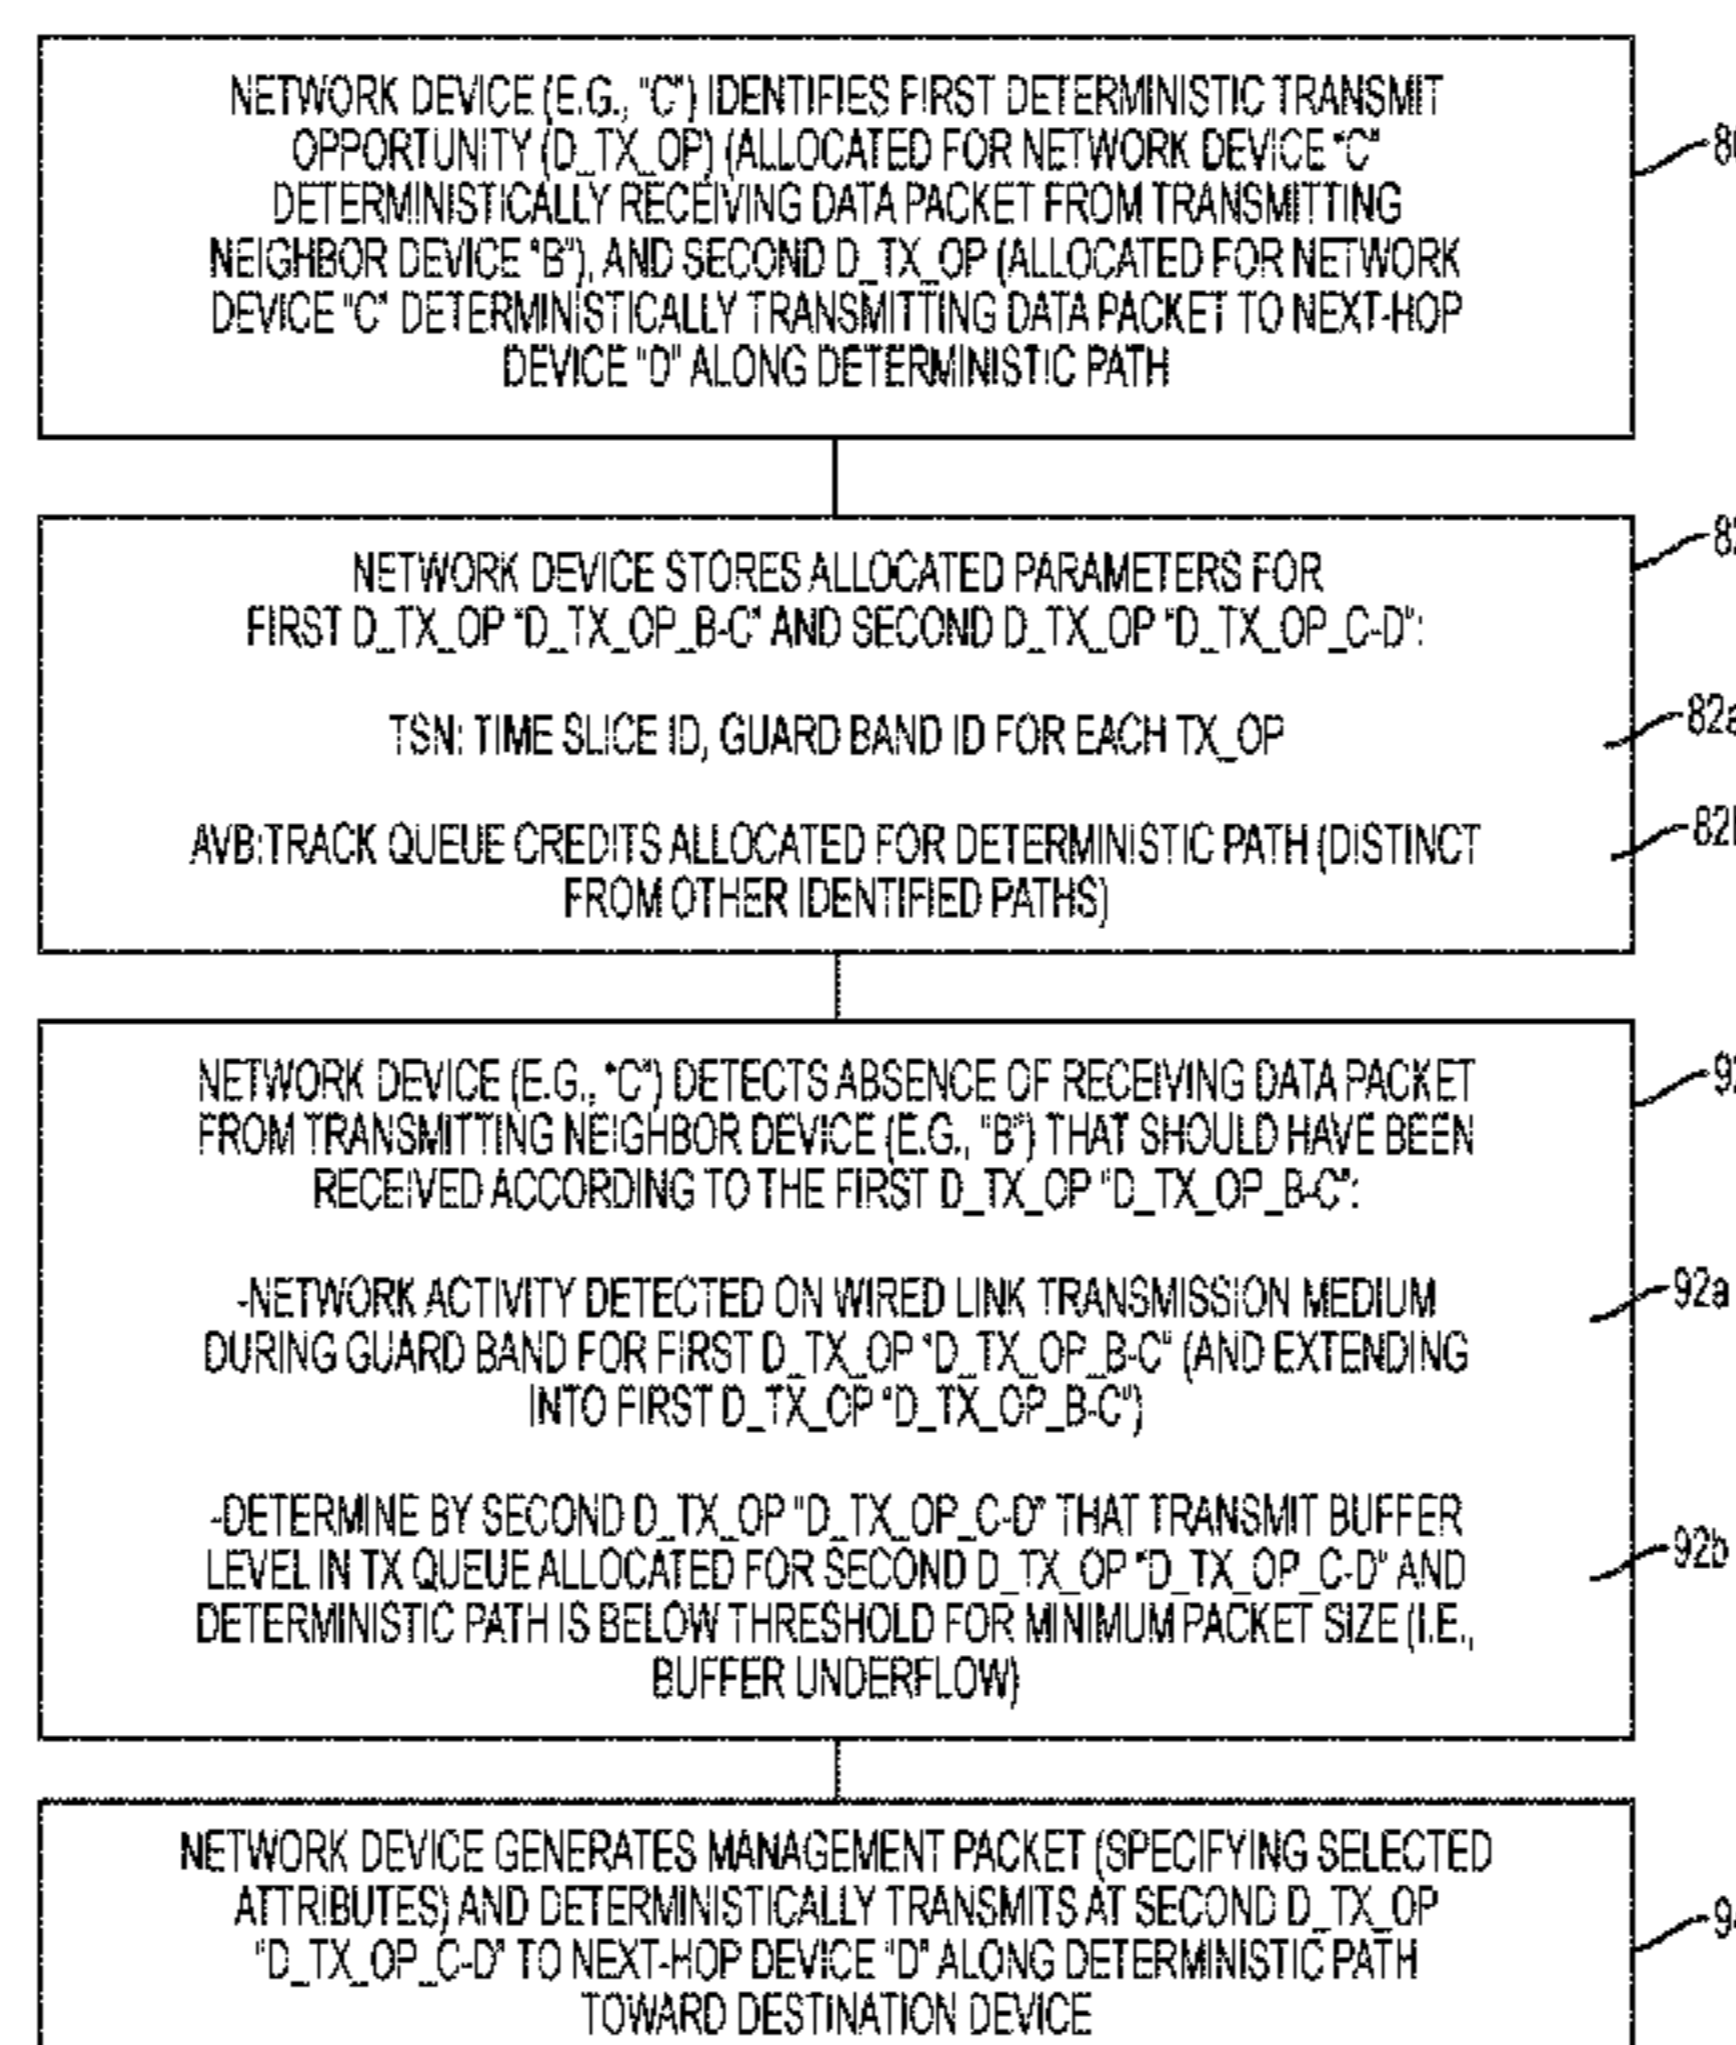 NETWORK DEVICE (E.G., "C") IDENTIFIES FIRST DETERMINISTIC TRANSMIT
OPPORTUNITY (D_TX_OP) (ALLOCATED FOR NETWORK DEVICE "C"
DETERMINISTICALLY RECEIVING DATA PACKET FROM TRANSMITTING
NEIGHBOR DEVICE "B"), AND SECOND D_TX_OP (ALLOCATED FOR NETWORK
DEVICE "C" DETERMINISTICALLY TRANSMITTING DATA PACKET TO NEXT-HOP
DEVICE "D" ALONG DETERMINISTIC PATH
NETWORK DEVICE STORES ALLOCATED PARAMETERS FOR
FIRST D_TX_OP "D_TX_OP_B-C" AND SECOND D_TX_OP "D_TX_OP_C-D":
TSN: TIME SLICE ID, GUARD BAND ID FOR EACH TX_OP
82a
AVB:TRACK QUEUE CREDITS ALLOCATED FOR DETERMINISTIC PATH (DISTINCT
FROM OTHER IDENTIFIED PATHS)
NETWORK DEVICE (E.G., "C") DETECTS ABSENCE OF RECEIVING DATA PACKET
FROM TRANSMITTING NEIGHBOR DEVICE (E.G., "B") THAT SHOULD HAVE BEEN
RECEIVED ACCORDING TO THE FIRST D_TX_OP "D_TX_OP_B-C":
-NETWORK ACTIVITY DETECTED ON WIRED LINK TRANSMISSION MEDIUM
DURING GUARD BAND FOR FIRST D_TX_OP "D_TX_OP_B-C" (AND EXTENDING
INTO FIRST D_TX_OP "D_TX_OP_B-C")
92a
-DETERMINE BY SECOND D_TX_OP "D_TX_OP_C-D" THAT TRANSMIT BUFFER
LEVEL IN TX QUEUE ALLOCATED FOR SECOND D_TX_OP "D_TX_OP_C-D" AND
DETERMINISTIC PATH IS BELOW THRESHOLD FOR MINIMUM PACKET SIZE (I.E.,
BUFFER UNDERFLOW)
92b
NETWORK DEVICE GENERATES MANAGEMENT PACKET (SPECIFYING SELECTED
ATTRIBUTES) AND DETERMINISTICALLY TRANSMITS AT SECOND D_TX_OP
"D_TX_OP_C-D" TO NEXT-HOP DEVICE "D" ALONG DETERMINISTIC PATH
TOWARD DESTINATION DEVICE